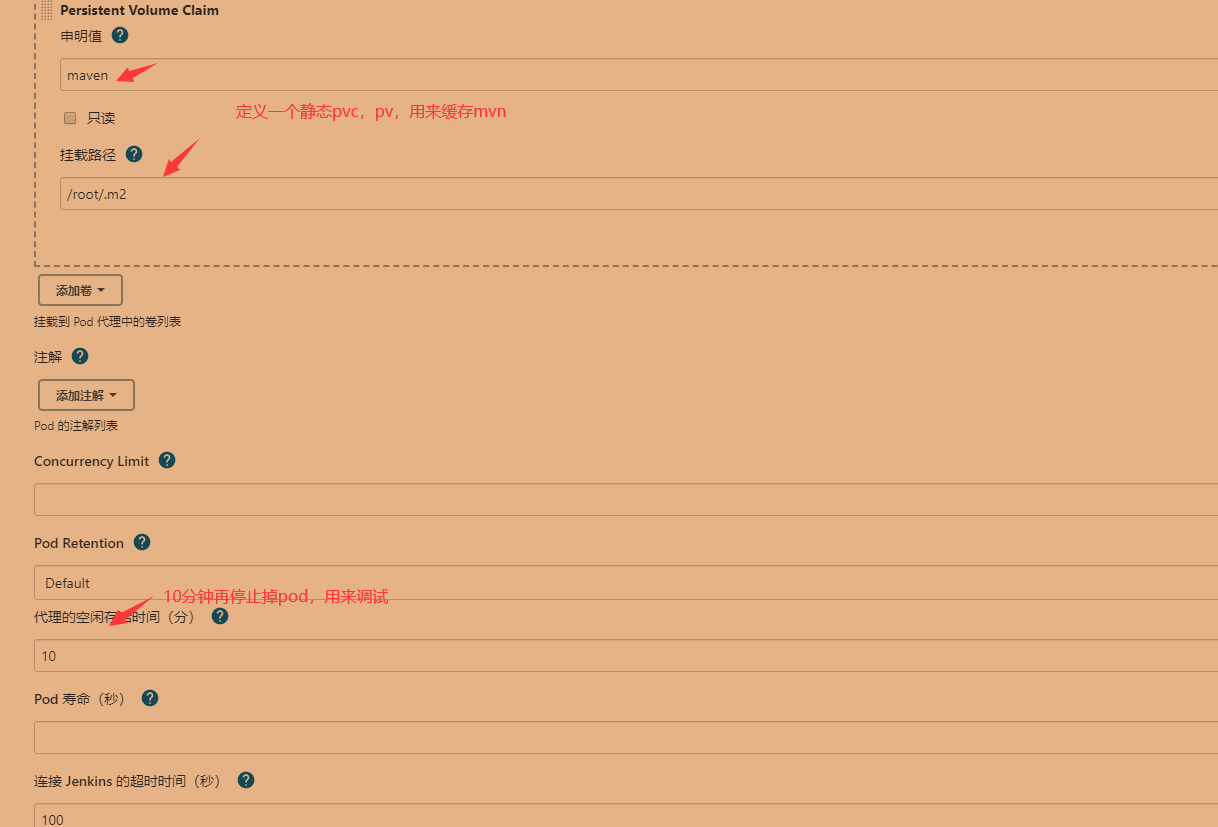 Persistent Volume Claim
申明值
maven
定义一个静态pvc，pv，用来缓存mvn
只读
挂载路径
/root/.m2
添加卷
挂载到 Pod 代理中的卷列表
注解
添加注解
Pod 的注解列表
Concurrency Limit
Pod Retention
Default
10分钟再停止掉pod，用来调试
代理的空闲存活时间（分）
10
Pod 寿命（秒）
连接 Jenkins 的超时时间（秒）
100